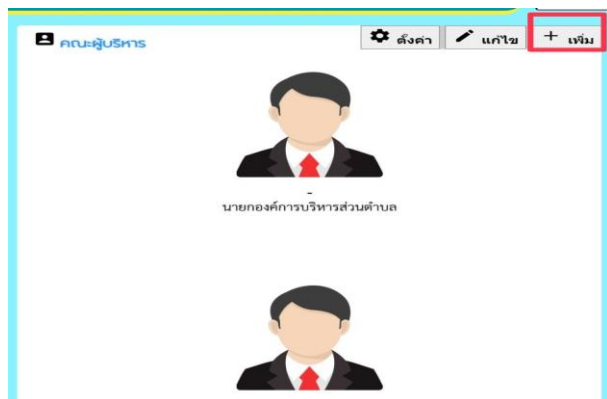 คณะผู้บริหาร
ตั้งค่า
แก้ไข
+ เพิ่ม
-
นายกองค์การบริหารส่วนตำบล